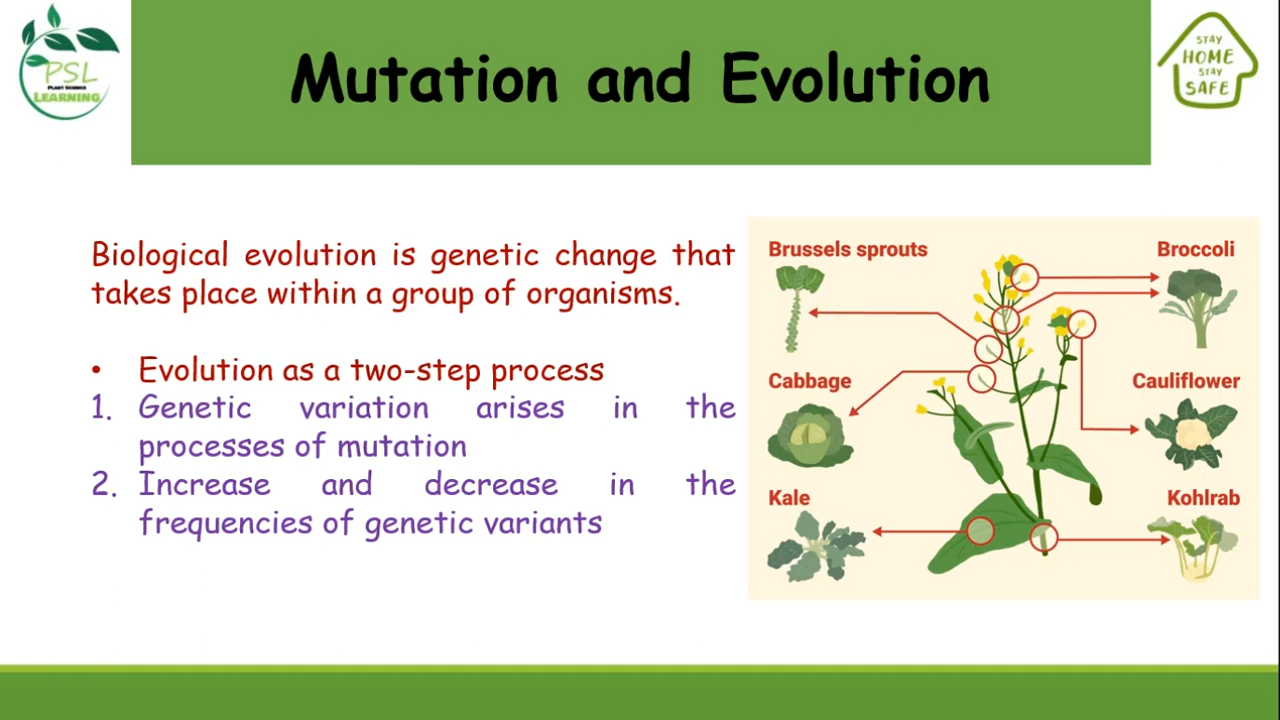 PSL
PLANT SCIENCE
LEARNING
Mutation and Evolution
STAY
HOME
STAY
SAFE
Biological evolution is genetic change that
takes place within a group of organisms.
• Evolution as a two-step process
1. Genetic variation arises in the
processes of mutation
2. Increase and decrease in the
frequencies of genetic variants
Brussels sprouts
Broccoli
Cabbage
Cauliflower
Kale
Kohlrab